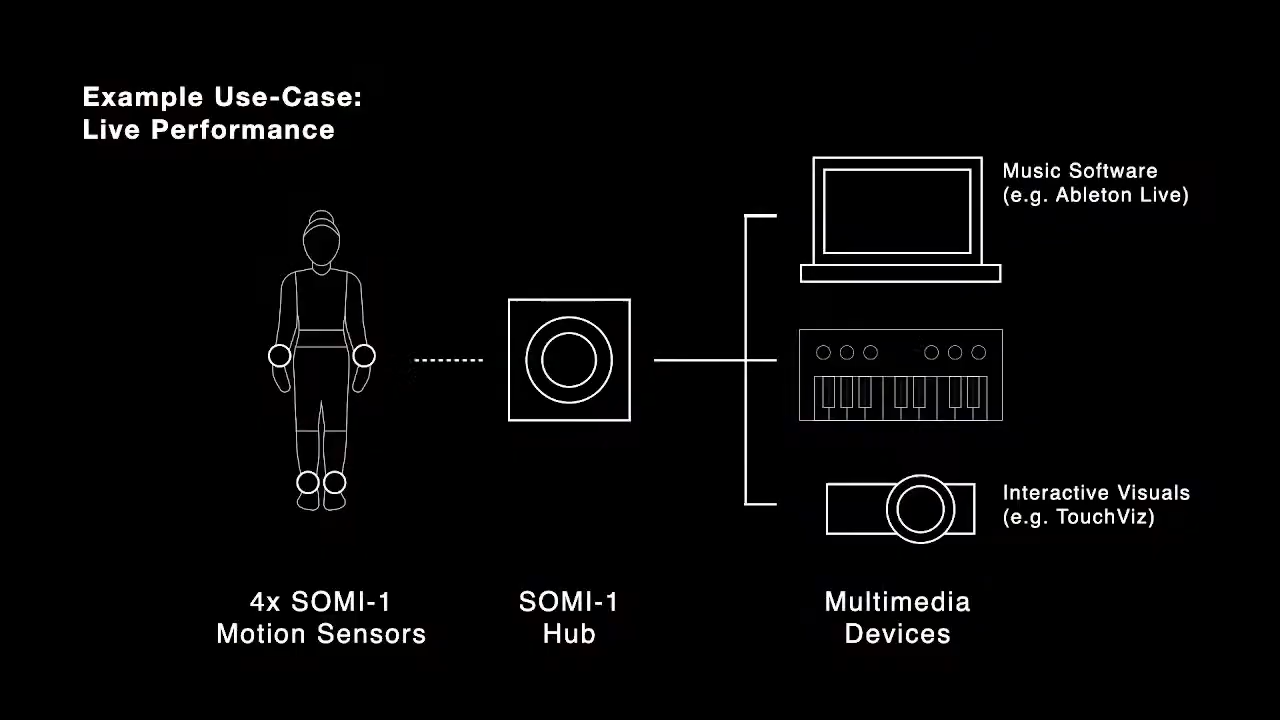 Example Use-Case:
Live Performance
Music Software
(e.g. Ableton Live)
Interactive Visuals
(e.g. TouchViz)
4x SOMI-1
Motion Sensors
SOMI-1
Hub
Multimedia
Devices